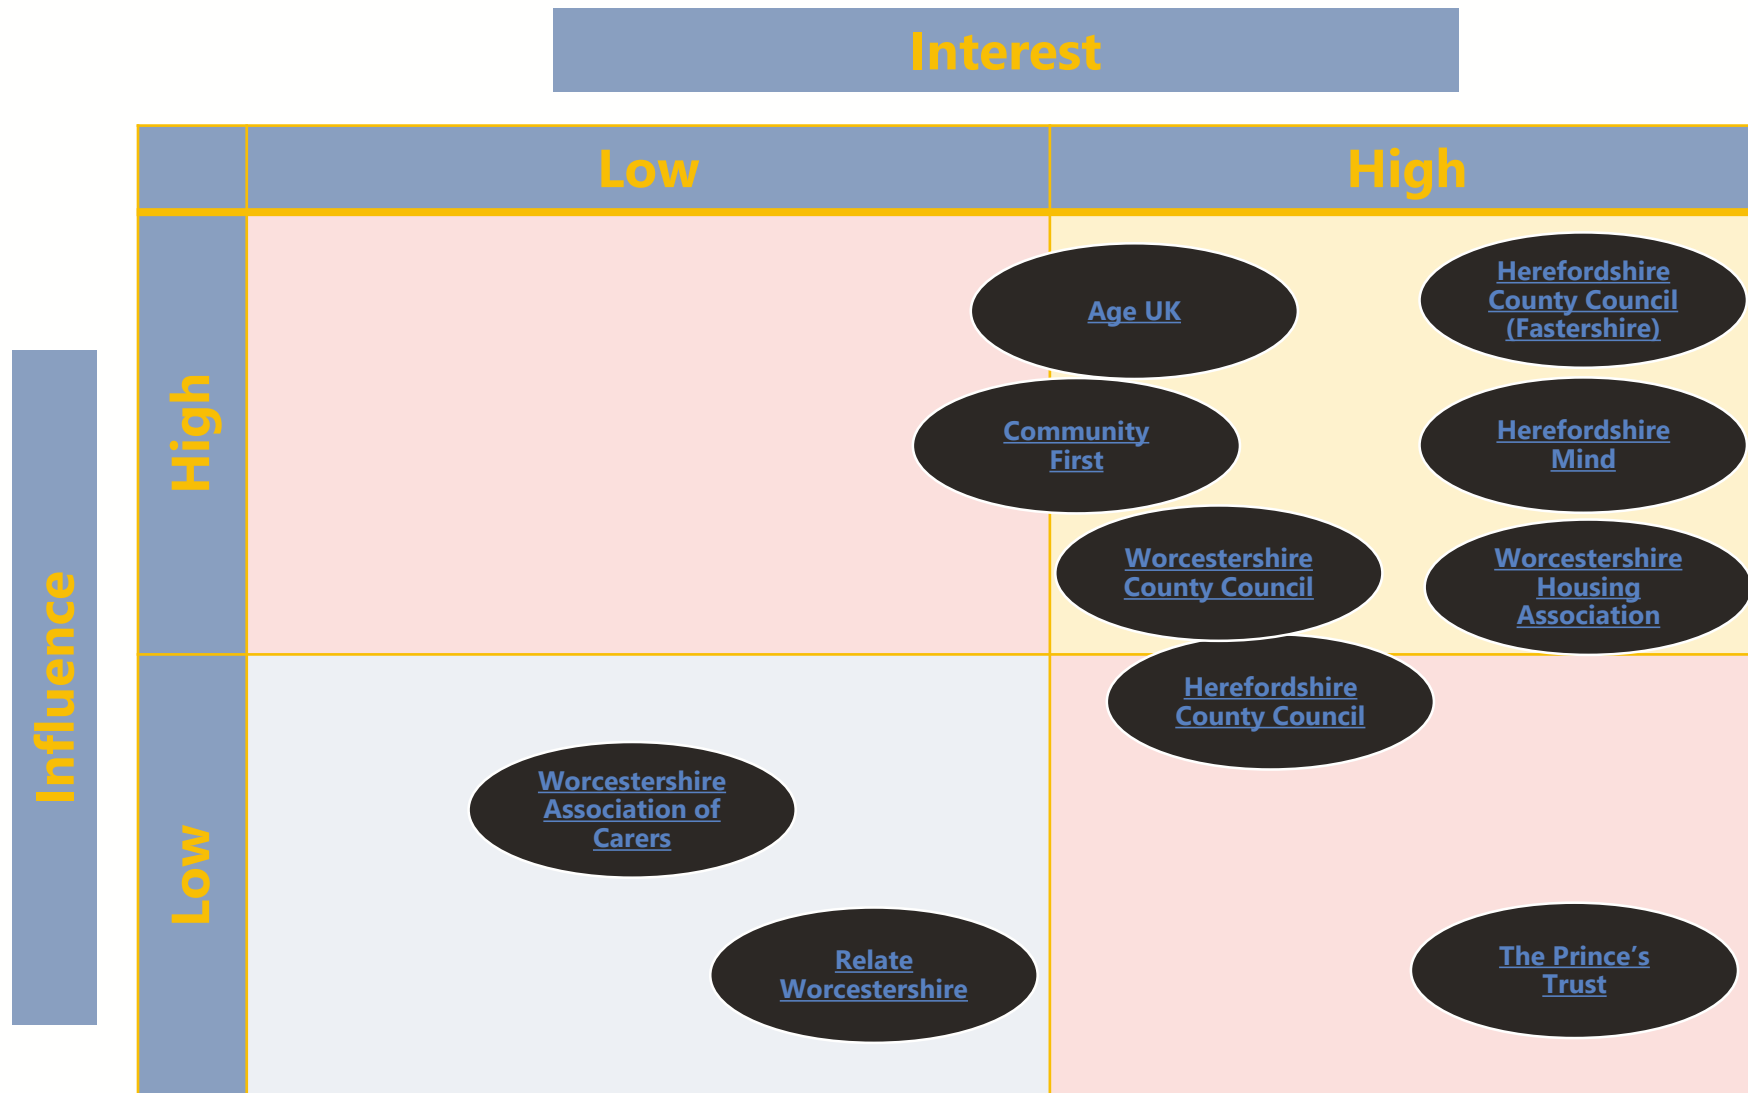 Interest
Low
High
High
Age UK
Herefordshire
County Council
(Fastershire)
Community
First
Herefordshire
Mind
Worcestershire
County Council
Worcestershire
Housing
Association
Influence
Low
Herefordshire
County Council
Worcestershire
Association of
Carers
Relate
Worcestershire
The Prince’s
Trust